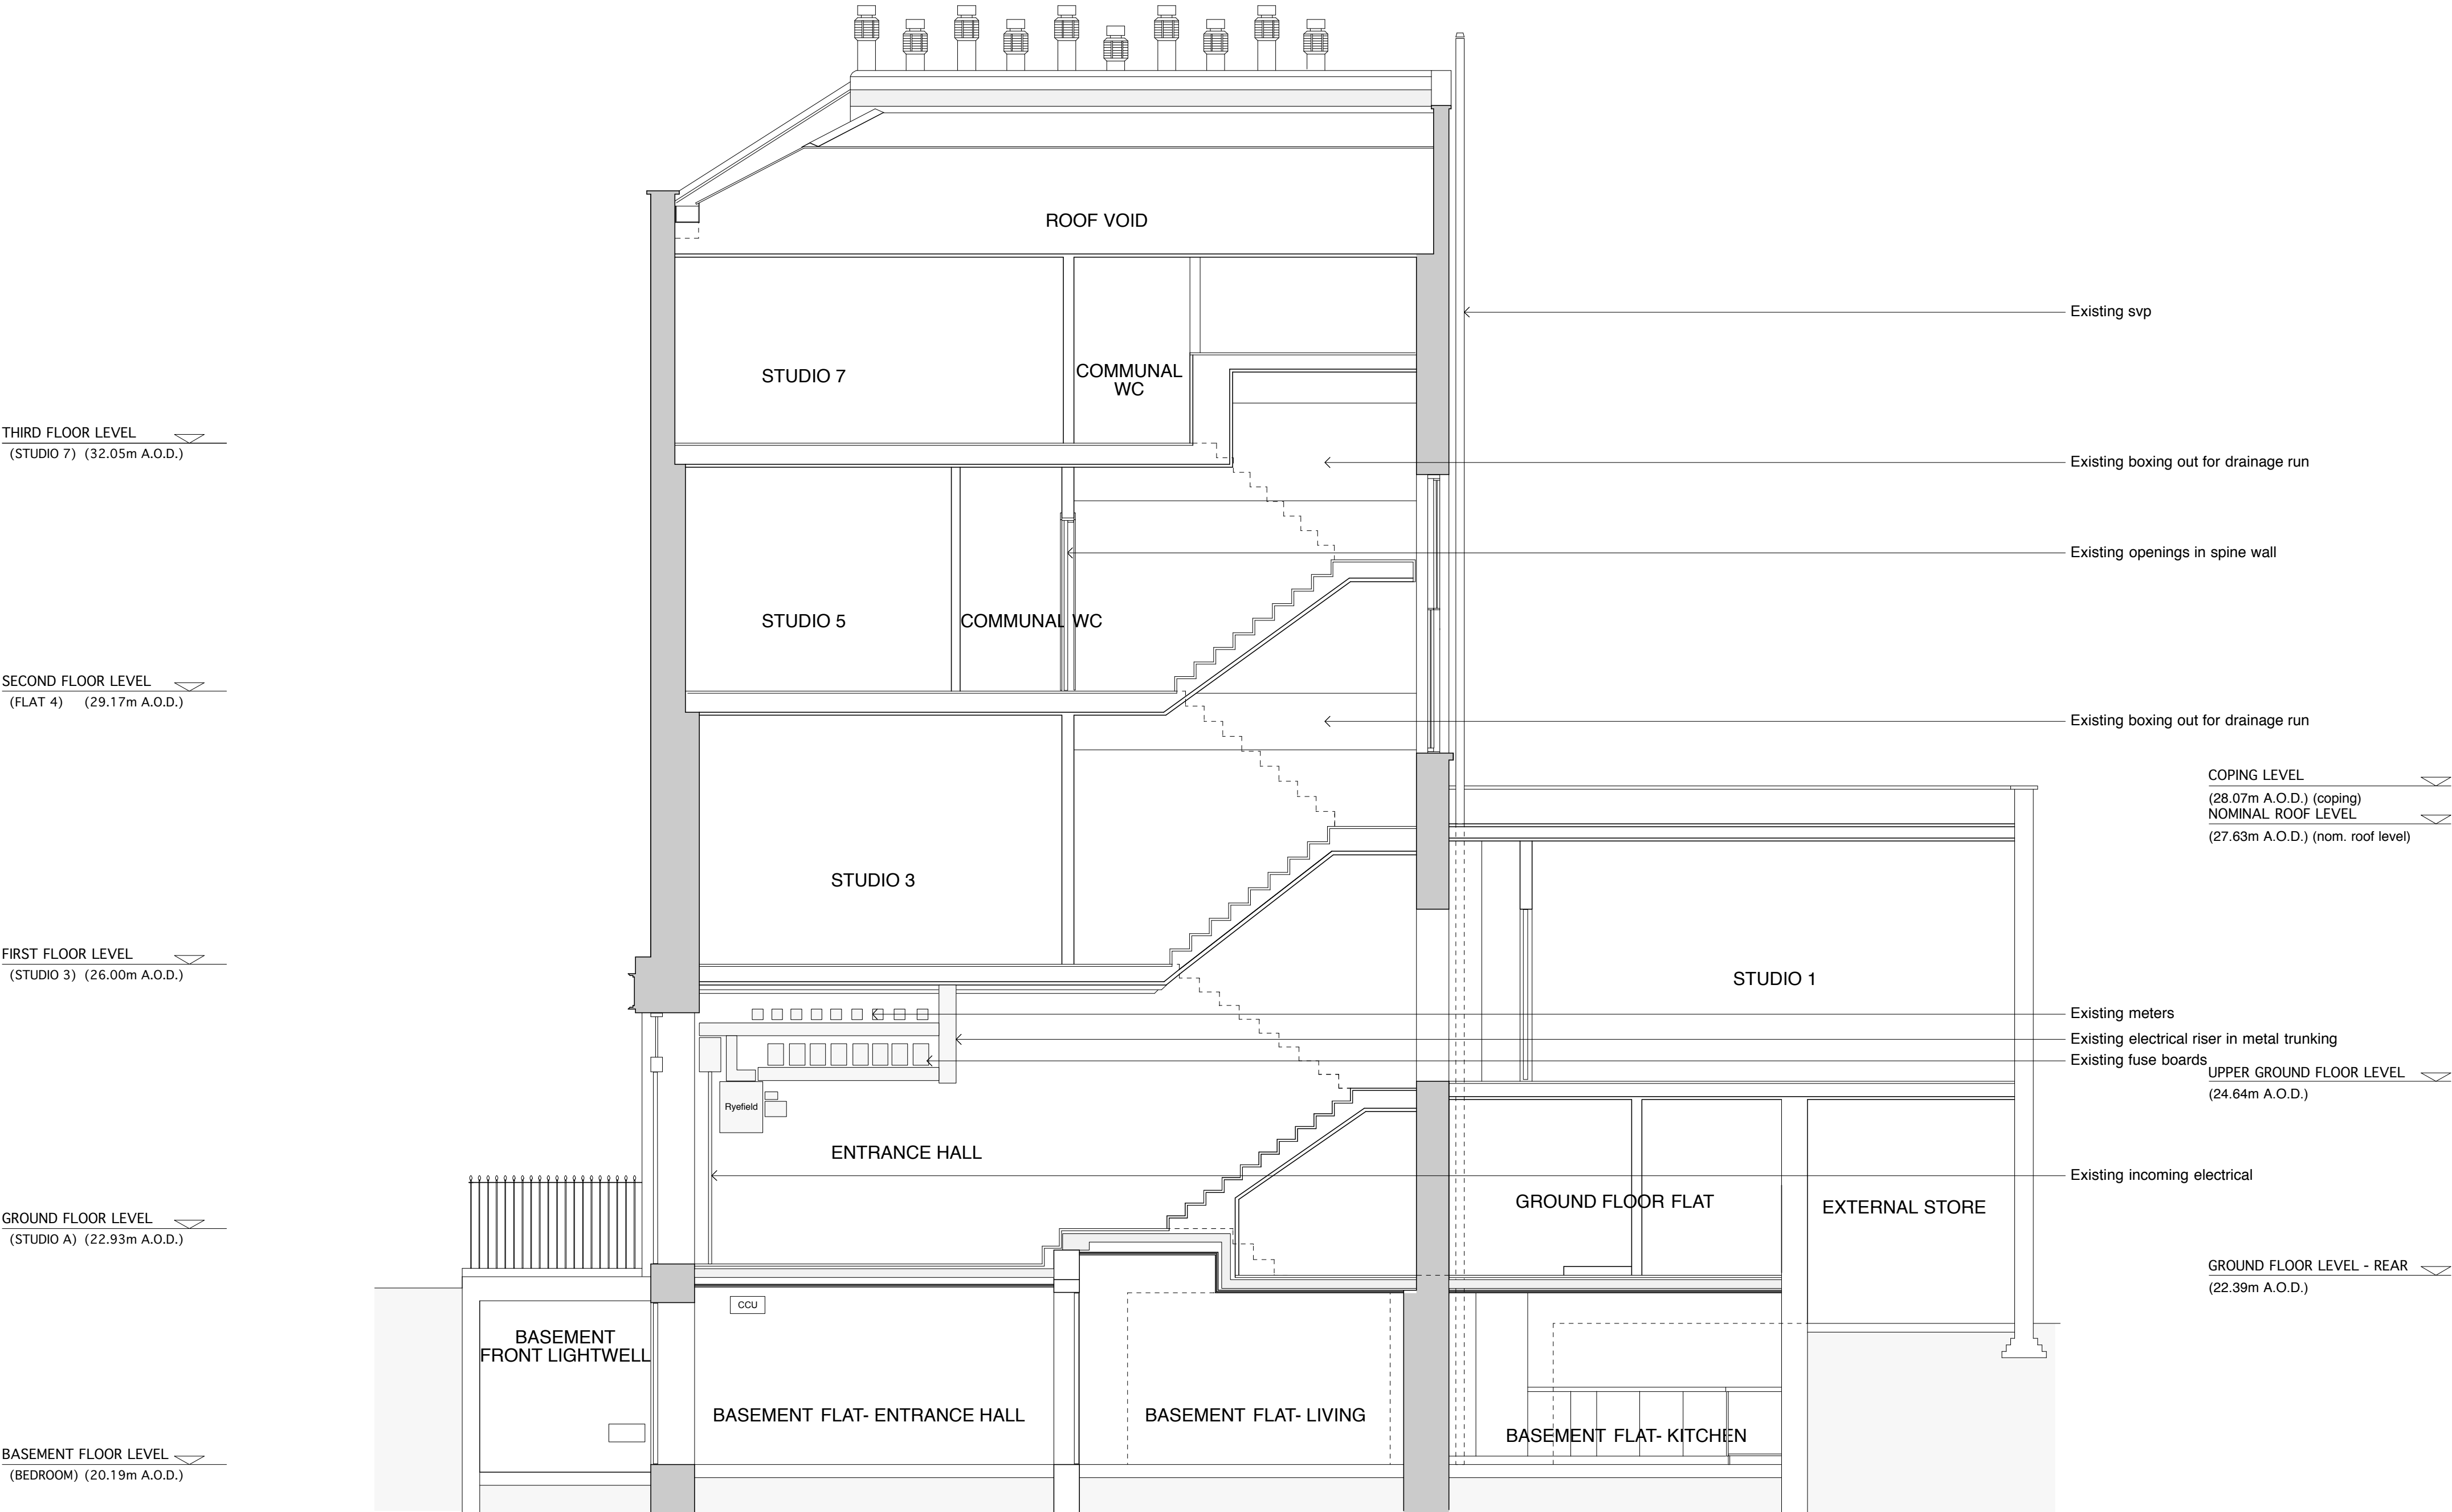 ROOF VOID
Existing svp
STUDIO 7
COMMUNAL
WC
THIRD FLOOR LEVEL
(STUDIO 7) (32.05m A.O.D.)
Existing boxing out for drainage run
Existing openings in spine wall
STUDIO 5
COMMUNAL WC
SECOND FLOOR LEVEL
(FLAT 4) (29.17m A.O.D.)
Existing boxing out for drainage run
COPING LEVEL
(28.07m A.O.D.) (coping)
NOMINAL ROOF LEVEL
(27.63m A.O.D.) (nom. roof level)
STUDIO 3
FIRST FLOOR LEVEL
(STUDIO 3) (26.00m A.O.D.)
STUDIO 1
Existing meters
Existing electrical riser in metal trunking
Existing fuse boards
UPPER GROUND FLOOR LEVEL
(24.64m A.O.D.)
Ryefield
ENTRANCE HALL
Existing incoming electrical
GROUND FLOOR FLAT
EXTERNAL STORE
GROUND FLOOR LEVEL
(STUDIO A) (22.93m A.O.D.)
GROUND FLOOR LEVEL - REAR
(22.39m A.O.D.)
CCU
BASEMENT
FRONT LIGHTWELL
BASEMENT FLAT- ENTRANCE HALL
BASEMENT FLAT- LIVING
BASEMENT FLAT- KITCHEN
BASEMENT FLOOR LEVEL
(BEDROOM) (20.19m A.O.D.)